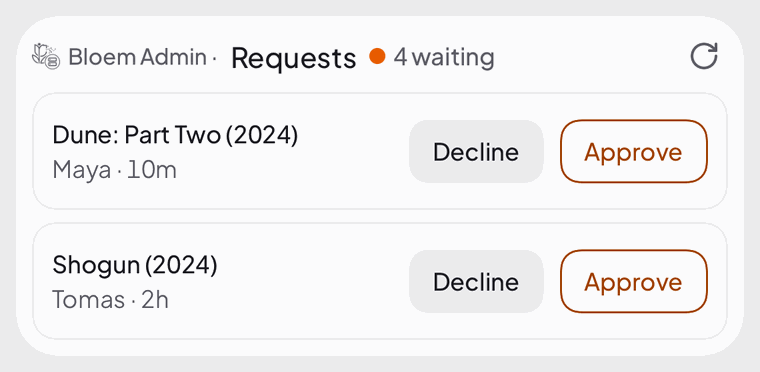 Bloem Admin · Requests 4 waiting
Dune: Part Two (2024)
Maya · 10m
Decline
Approve
Shogun (2024)
Tomas · 2h
Decline
Approve